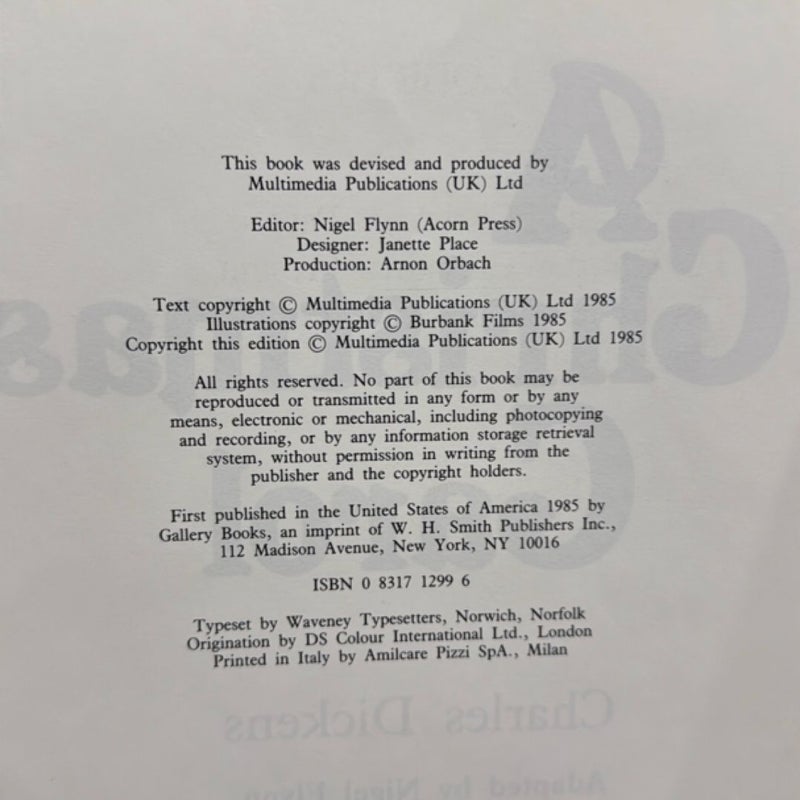 This book was devised and produced by
Multimedia Publications (UK) Ltd
Editor: Nigel Flynn (Acorn Press)
Designer: Janette Place
Production: Arnon Orbach
Text copyright © Multimedia Publications (UK) Ltd 1985
Illustrations copyright © Burbank Films 1985
Copyright this edition © Multimedia Publications (UK) Ltd 1985
All rights reserved. No part of this book may be
reproduced or transmitted in any form or by any
means, electronic or mechanical, including photocopying
and recording, or by any information storage retrieval
system, without permission in writing from the
publisher and the copyright holders.
First published in the United States of America 1985 by
Gallery Books, an imprint of W. H. Smith Publishers Inc.,
112 Madison Avenue, New York, NY 10016
ISBN 0 8317 1299 6
Typeset by Waveney Typesetters, Norwich, Norfolk
Origination by DS Colour International Ltd., London
Printed in Italy by Amilcare Pizzi SpA., Milan
Charles Dickens
Adapted by Nigel Flynn